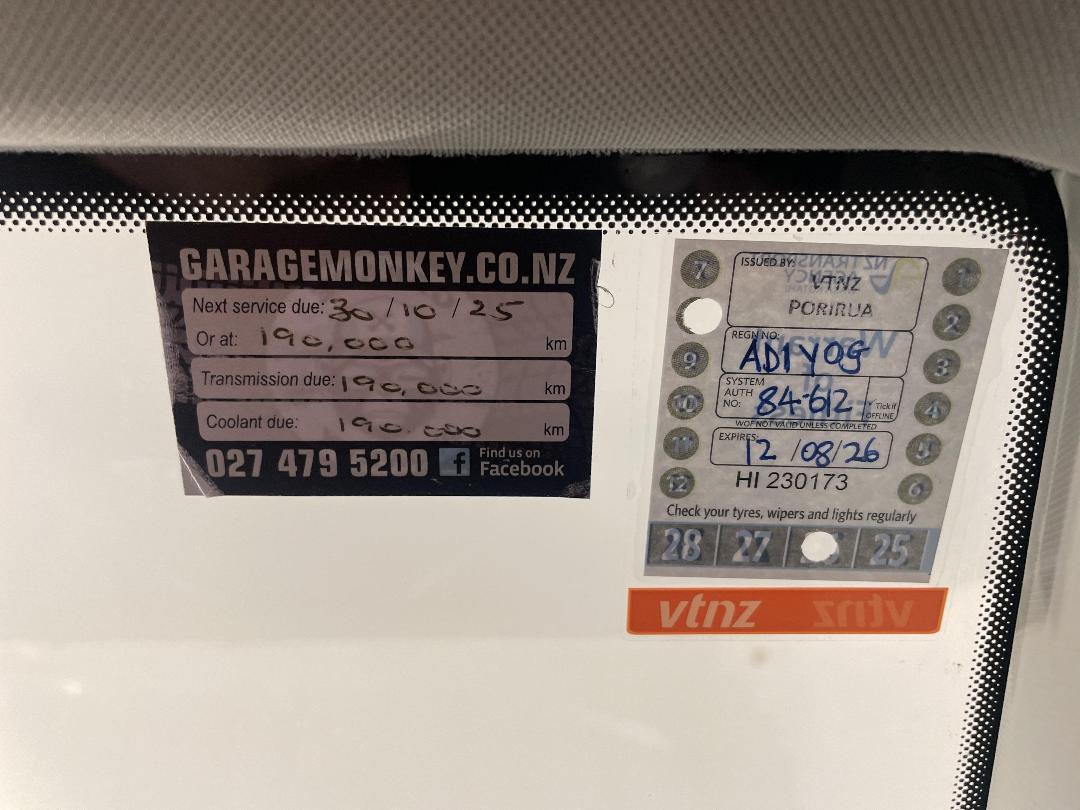 GARAGEMONKEY.CO.NZ
Next service due: 30 / 10 / 25
Or at: 190,000 km
Transmission due: 190,000 km
Coolant due: 190.000 km
027 479 5200 f Find us on
Facebook
7
9
10
11
12
ISSUED BY:
VTNZ
PORIRUA
REGN NO:
SYSTEM
AUTH
NO: 84-612 Tick if
OFFLINE
WOF NOT VALID UNLESS COMPLETED
EXPIRES: 12 /08/26
HI 230173
1
2
3
4
5
6
Check your tyres, wipers and lights regularly
28 27 25
vtnz